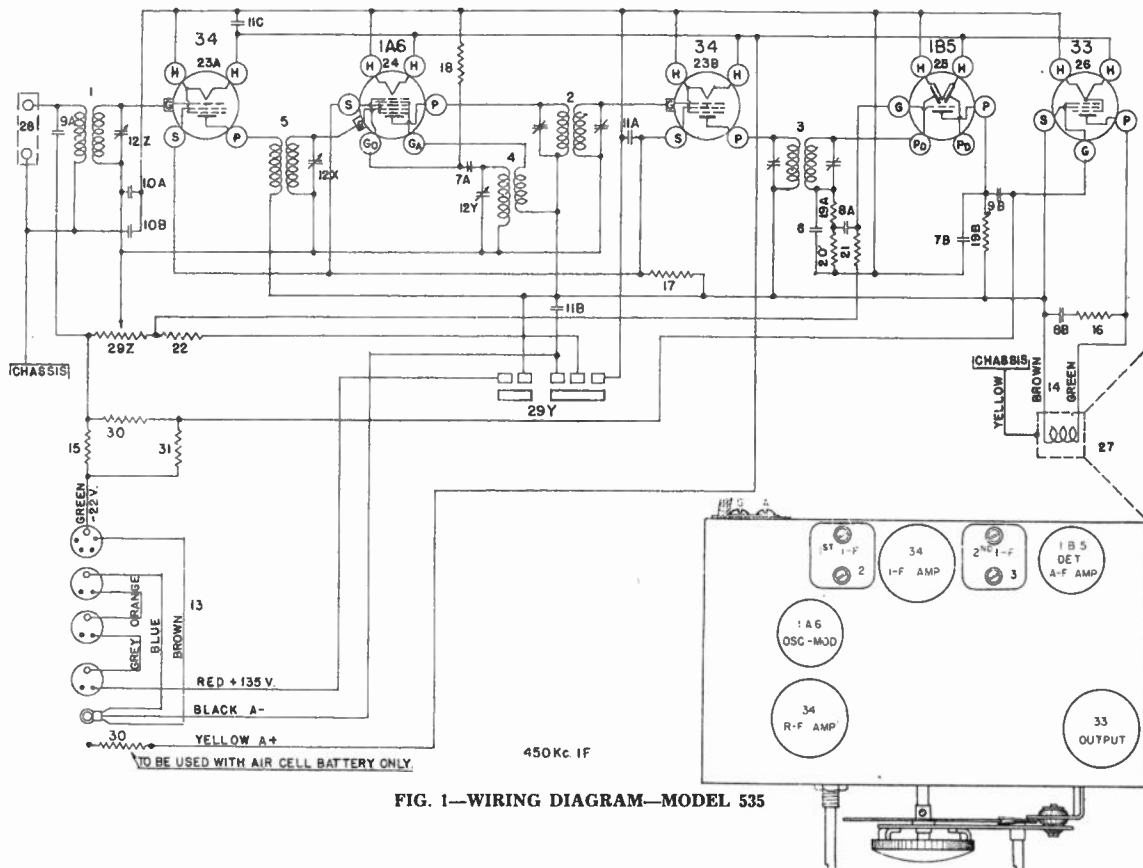 11C
34
23A
1A6
24
18
34
23B
1B5
25
33
26
H H H H H H H H H H
28
9A
1
12Z
S P
5
12X
S P
GO GA
7A
12Y
4
2
11A
S P
3
G P
PD PD
S P
G
10A
10B
6
19A
8A
20
21
7B
19B
9B
17
11B
8B
16
29Z
22
CHASSIS
29Y
CHASSIS
YELLOW
BROWN
14
GREEN
27
30
15
31
GREEN
-22 V.
GREY
ORANGE
BLUE
BROWN
13
RED +135 V.
BLACK A-
30
YELLOW A+
TO BE USED WITH AIR CELL BATTERY ONLY.
450 Kc. IF
G A
1ST I-F
2
34
I-F AMP
2ND I-F
3
1B5
DET
A-F AMP
1A6
OSC-MOD
34
R-F AMP
33
OUTPUT
FIG. 1—WIRING DIAGRAM—MODEL 535